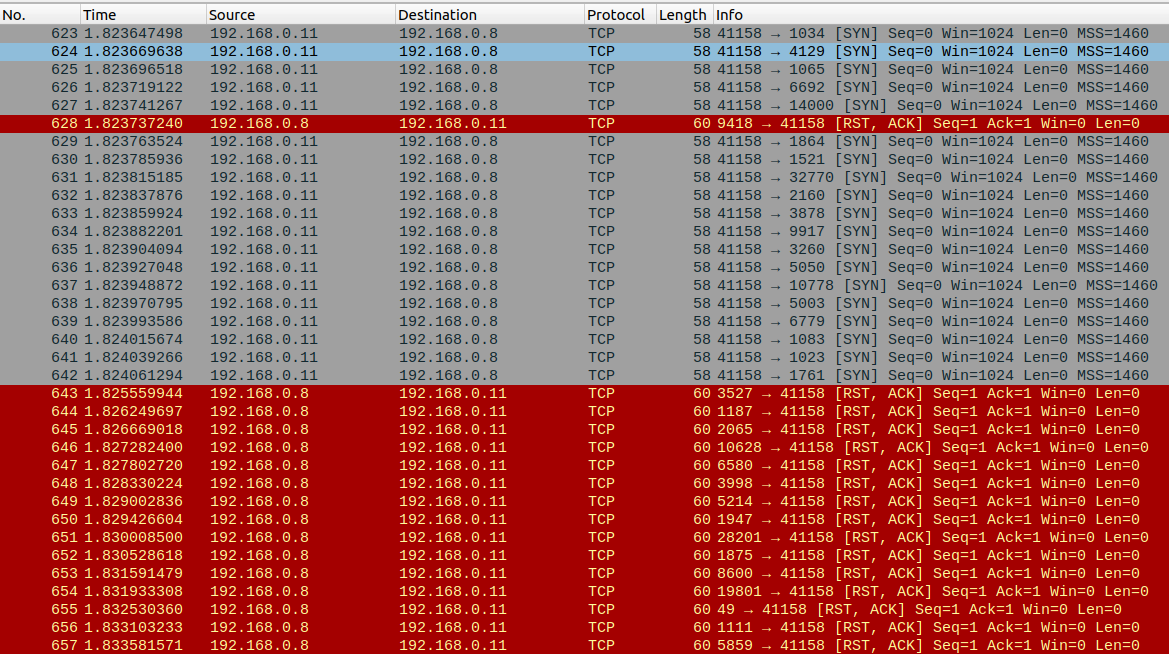 No. Time Source Destination Protocol Length Info
623 1.823647498 192.168.0.11 192.168.0.8 TCP 58 41158 → 1034 [SYN] Seq=0 Win=1024 Len=0 MSS=1460
624 1.823669638 192.168.0.11 192.168.0.8 TCP 58 41158 → 4129 [SYN] Seq=0 Win=1024 Len=0 MSS=1460
625 1.823696518 192.168.0.11 192.168.0.8 TCP 58 41158 → 1065 [SYN] Seq=0 Win=1024 Len=0 MSS=1460
626 1.823719122 192.168.0.11 192.168.0.8 TCP 58 41158 → 6692 [SYN] Seq=0 Win=1024 Len=0 MSS=1460
627 1.823741267 192.168.0.11 192.168.0.8 TCP 58 41158 → 14000 [SYN] Seq=0 Win=1024 Len=0 MSS=1460
628 1.823737240 192.168.0.8 192.168.0.11 TCP 60 9418 → 41158 [RST, ACK] Seq=1 Ack=1 Win=0 Len=0
629 1.823763524 192.168.0.11 192.168.0.8 TCP 58 41158 → 1864 [SYN] Seq=0 Win=1024 Len=0 MSS=1460
630 1.823785936 192.168.0.11 192.168.0.8 TCP 58 41158 → 1521 [SYN] Seq=0 Win=1024 Len=0 MSS=1460
631 1.823815185 192.168.0.11 192.168.0.8 TCP 58 41158 → 32770 [SYN] Seq=0 Win=1024 Len=0 MSS=1460
632 1.823837876 192.168.0.11 192.168.0.8 TCP 58 41158 → 2160 [SYN] Seq=0 Win=1024 Len=0 MSS=1460
633 1.823859924 192.168.0.11 192.168.0.8 TCP 58 41158 → 3878 [SYN] Seq=0 Win=1024 Len=0 MSS=1460
634 1.823882201 192.168.0.11 192.168.0.8 TCP 58 41158 → 9917 [SYN] Seq=0 Win=1024 Len=0 MSS=1460
635 1.823904094 192.168.0.11 192.168.0.8 TCP 58 41158 → 3260 [SYN] Seq=0 Win=1024 Len=0 MSS=1460
636 1.823927048 192.168.0.11 192.168.0.8 TCP 58 41158 → 5050 [SYN] Seq=0 Win=1024 Len=0 MSS=1460
637 1.823948872 192.168.0.11 192.168.0.8 TCP 58 41158 → 10778 [SYN] Seq=0 Win=1024 Len=0 MSS=1460
638 1.823970795 192.168.0.11 192.168.0.8 TCP 58 41158 → 5003 [SYN] Seq=0 Win=1024 Len=0 MSS=1460
639 1.823993586 192.168.0.11 192.168.0.8 TCP 58 41158 → 6779 [SYN] Seq=0 Win=1024 Len=0 MSS=1460
640 1.824015674 192.168.0.11 192.168.0.8 TCP 58 41158 → 1083 [SYN] Seq=0 Win=1024 Len=0 MSS=1460
641 1.824039266 192.168.0.11 192.168.0.8 TCP 58 41158 → 1023 [SYN] Seq=0 Win=1024 Len=0 MSS=1460
642 1.824061294 192.168.0.11 192.168.0.8 TCP 58 41158 → 1761 [SYN] Seq=0 Win=1024 Len=0 MSS=1460
643 1.825559944 192.168.0.8 192.168.0.11 TCP 60 3527 → 41158 [RST, ACK] Seq=1 Ack=1 Win=0 Len=0
644 1.826249697 192.168.0.8 192.168.0.11 TCP 60 1187 → 41158 [RST, ACK] Seq=1 Ack=1 Win=0 Len=0
645 1.826669018 192.168.0.8 192.168.0.11 TCP 60 2065 → 41158 [RST, ACK] Seq=1 Ack=1 Win=0 Len=0
646 1.827282400 192.168.0.8 192.168.0.11 TCP 60 10628 → 41158 [RST, ACK] Seq=1 Ack=1 Win=0 Len=0
647 1.827802720 192.168.0.8 192.168.0.11 TCP 60 6580 → 41158 [RST, ACK] Seq=1 Ack=1 Win=0 Len=0
648 1.828330224 192.168.0.8 192.168.0.11 TCP 60 3998 → 41158 [RST, ACK] Seq=1 Ack=1 Win=0 Len=0
649 1.829002836 192.168.0.8 192.168.0.11 TCP 60 5214 → 41158 [RST, ACK] Seq=1 Ack=1 Win=0 Len=0
650 1.829426604 192.168.0.8 192.168.0.11 TCP 60 1947 → 41158 [RST, ACK] Seq=1 Ack=1 Win=0 Len=0
651 1.830008500 192.168.0.8 192.168.0.11 TCP 60 28201 → 41158 [RST, ACK] Seq=1 Ack=1 Win=0 Len=0
652 1.830528618 192.168.0.8 192.168.0.11 TCP 60 1875 → 41158 [RST, ACK] Seq=1 Ack=1 Win=0 Len=0
653 1.831591479 192.168.0.8 192.168.0.11 TCP 60 8600 → 41158 [RST, ACK] Seq=1 Ack=1 Win=0 Len=0
654 1.831933308 192.168.0.8 192.168.0.11 TCP 60 19801 → 41158 [RST, ACK] Seq=1 Ack=1 Win=0 Len=0
655 1.832530360 192.168.0.8 192.168.0.11 TCP 60 49 → 41158 [RST, ACK] Seq=1 Ack=1 Win=0 Len=0
656 1.833103233 192.168.0.8 192.168.0.11 TCP 60 1111 → 41158 [RST, ACK] Seq=1 Ack=1 Win=0 Len=0
657 1.833581571 192.168.0.8 192.168.0.11 TCP 60 5859 → 41158 [RST, ACK] Seq=1 Ack=1 Win=0 Len=0